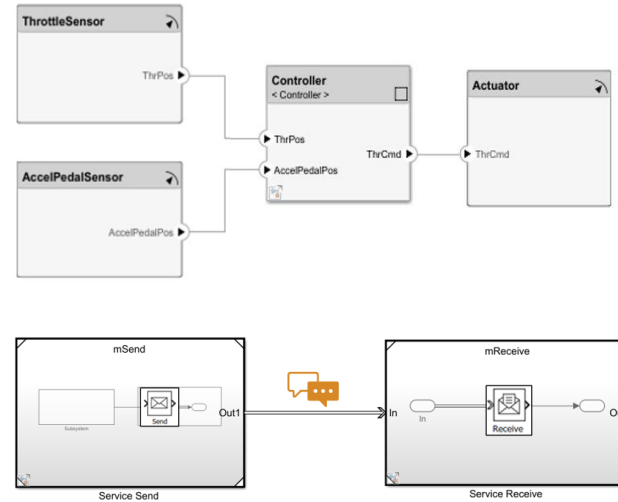 ThrottleSensor
ThrPos
Controller
< Controller >
ThrPos
AccelPedalPos
ThrCmd
Actuator
ThrCmd
AccelPedalSensor
AccelPedalPos
mSend
Subsystem
Send
Out1
Service Send
mReceive
In
In
Receive
O
Service Receive